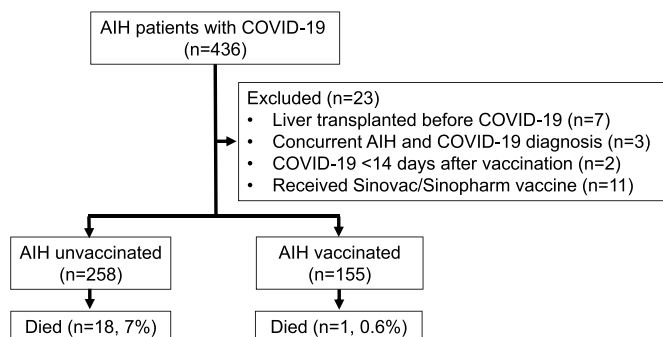 AIH patients with COVID-19
(n=436)
Excluded (n=23)
• Liver transplanted before COVID-19 (n=7)
• Concurrent AIH and COVID-19 diagnosis (n=3)
• COVID-19 <14 days after vaccination (n=2)
• Received Sinovac/Sinopharm vaccine (n=11)
AIH unvaccinated
(n=258)
AIH vaccinated
(n=155)
Died (n=18, 7%)
Died (n=1, 0.6%)